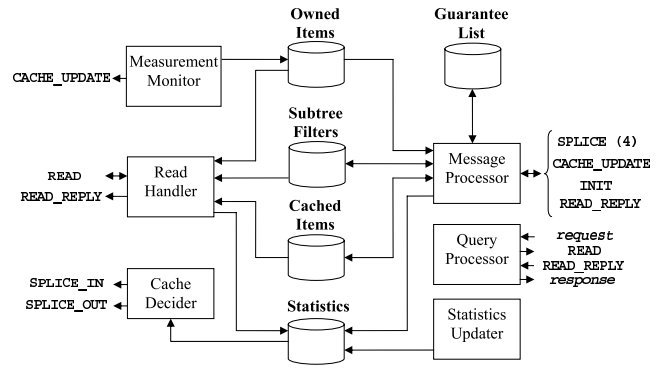 Owned
Items
Guarantee
List
Measurement
Monitor
CACHE_UPDATE
Subtree
Filters
SPLICE (4)
CACHE_UPDATE
INIT
READ_REPLY
Message
Processor
READ
READ_REPLY
Read
Handler
Cached
Items
Query
Processor
request
READ
READ_REPLY
response
SPLICE_IN
SPLICE_OUT
Cache
Decider
Statistics
Statistics
Updater